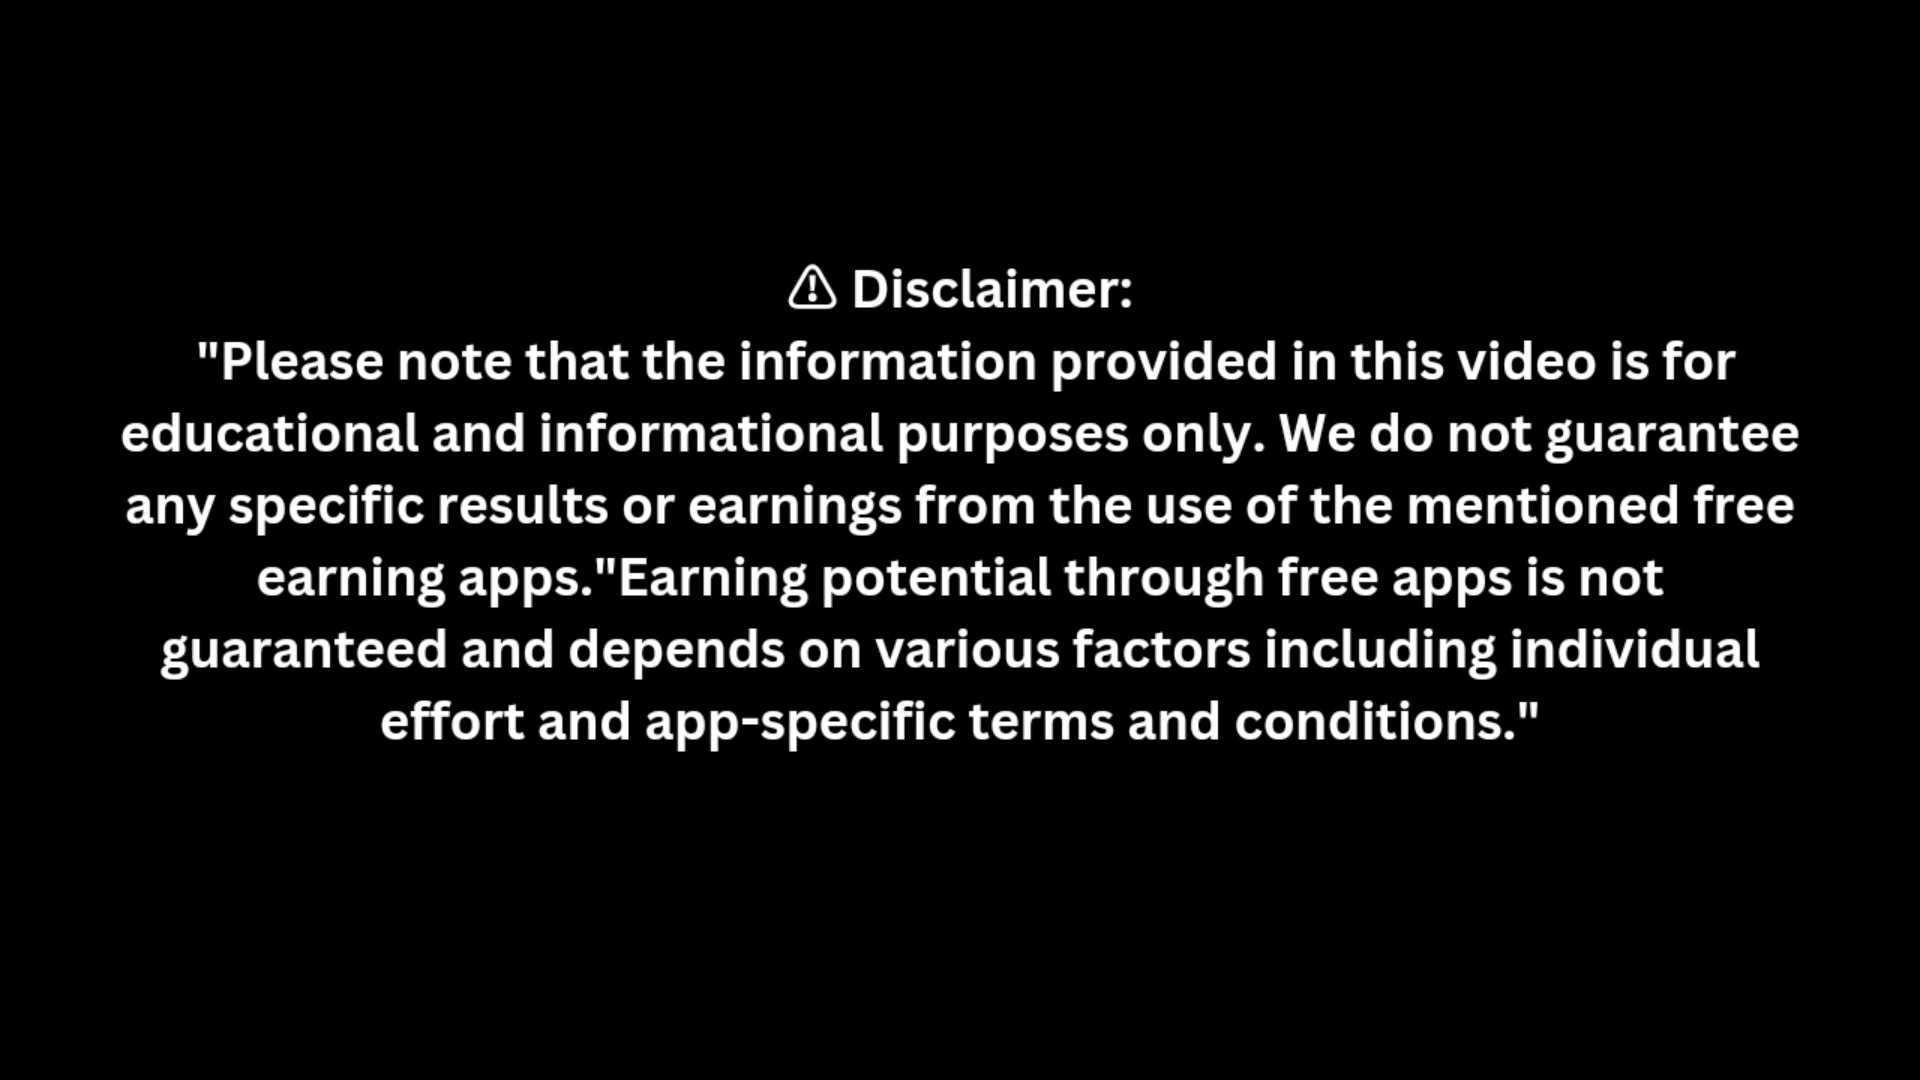 ⚠ Disclaimer:
"Please note that the information provided in this video is for
educational and informational purposes only. We do not guarantee
any specific results or earnings from the use of the mentioned free
earning apps."Earning potential through free apps is not
guaranteed and depends on various factors including individual
effort and app-specific terms and conditions."